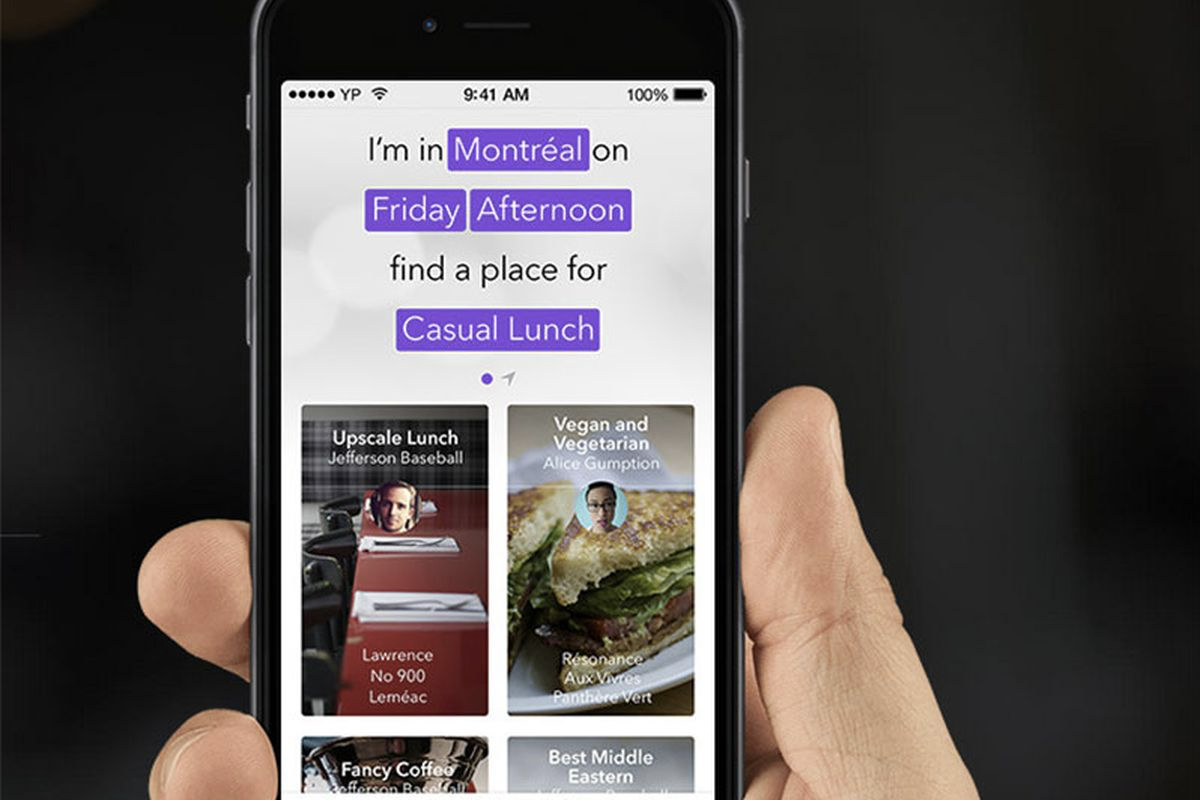 YP 9:41 AM 100%
I'm in Montréal on
Friday Afternoon
find a place for
Casual Lunch
Upscale Lunch
Jefferson Baseball
Lawrence
No 900
Leméac
Vegan and
Vegetarian
Alice Gumption
Résonance
Aux Vivres
Panthère Vert
Fancy Coffee
Jefferson Baseball
Best Middle
Eastern